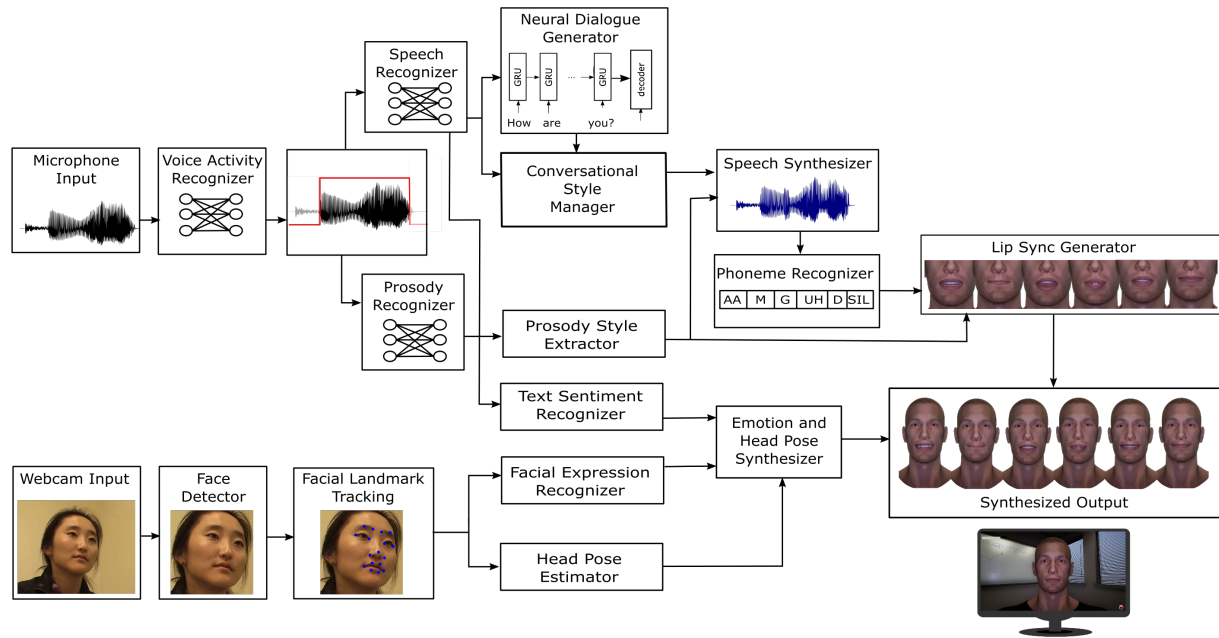 Neural Dialogue
Generator
GRU
GRU
...
GRU
decoder
How are you?
Speech
Recognizer
Microphone
Input
Voice Activity
Recognizer
Conversational
Style
Manager
Speech Synthesizer
Prosody
Recognizer
Phoneme Recognizer
AA M G UH D SIL
Lip Sync Generator
Prosody Style
Extractor
Text Sentiment
Recognizer
Emotion and
Head Pose
Synthesizer
Synthesized Output
Webcam Input
Face
Detector
Facial Landmark
Tracking
Facial Expression
Recognizer
Head Pose
Estimator